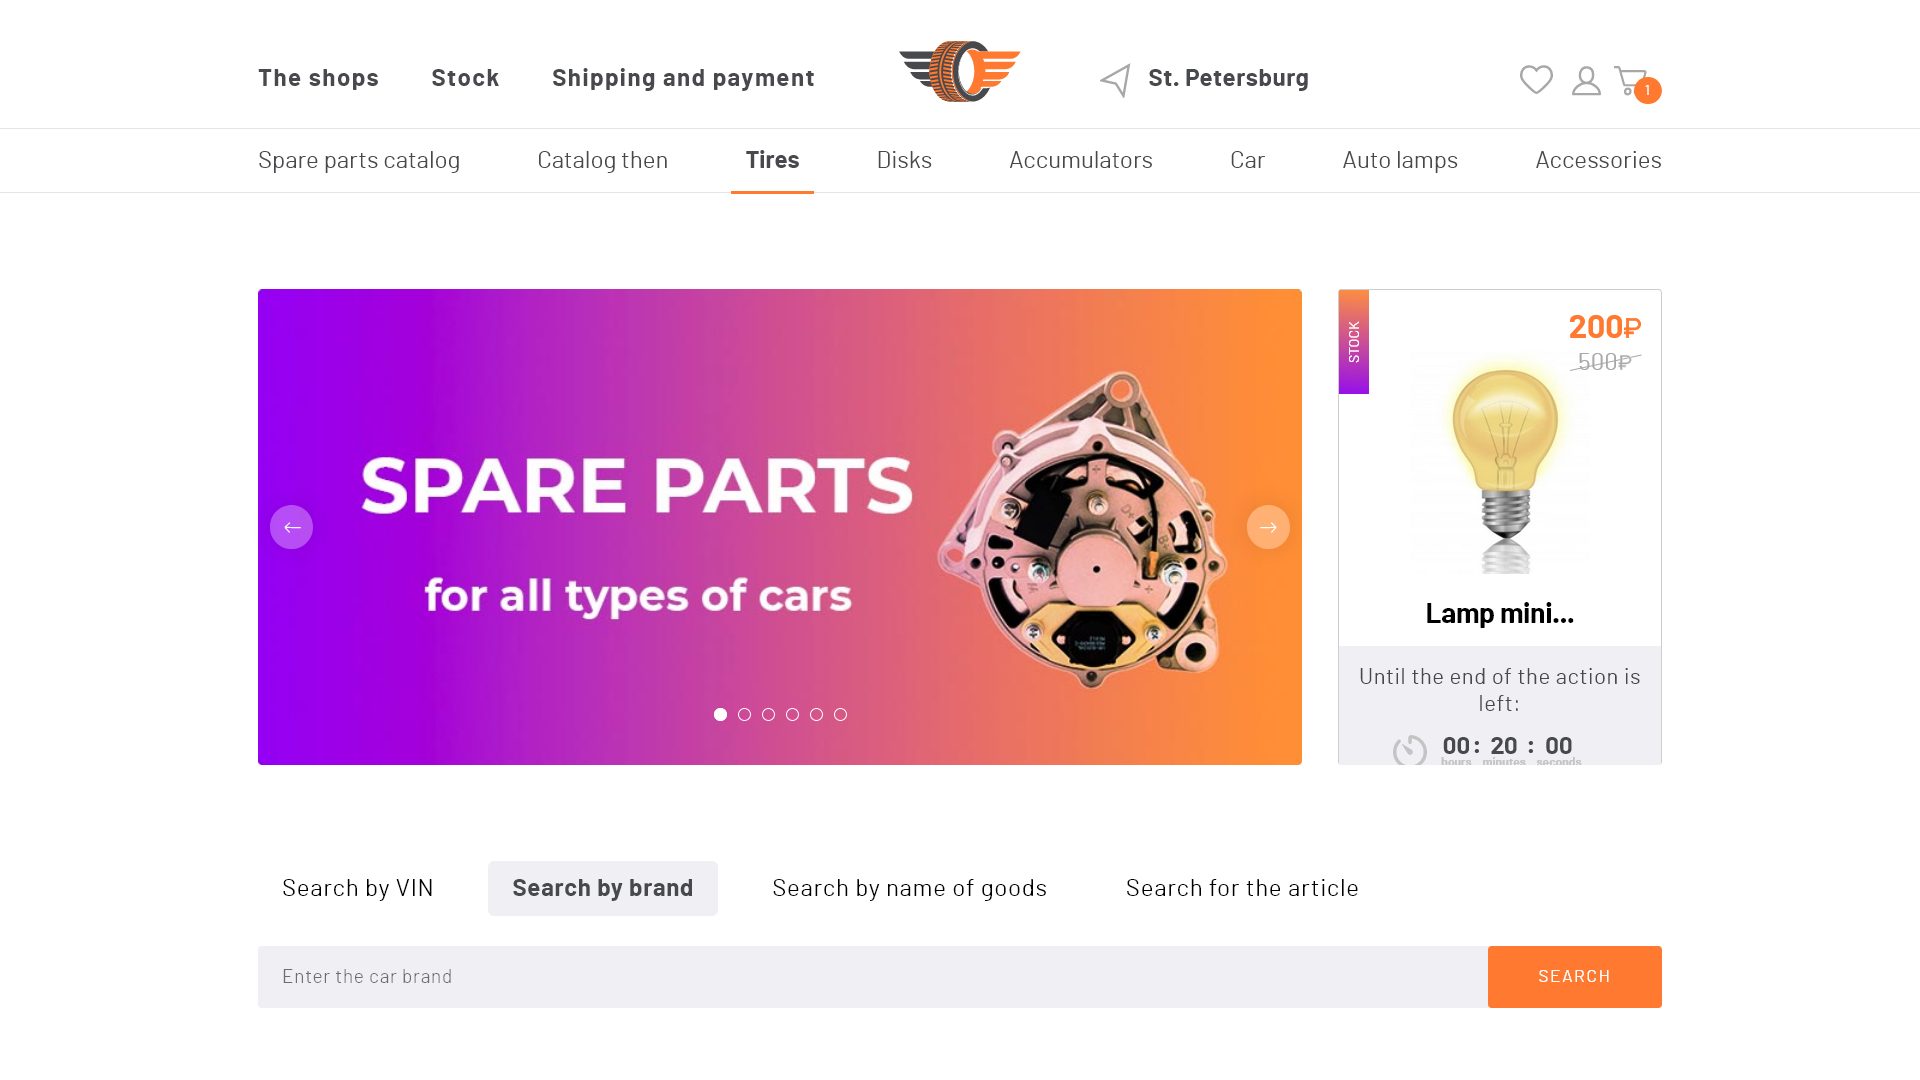 The shops
Stock
Shipping and payment
St. Petersburg
1
Spare parts catalog
Catalog then
Tires
Disks
Accumulators
Car
Auto lamps
Accessories
SPARE PARTS
for all types of cars
STOCK
200₽
500₽
Lamp mini...
Until the end of the action is
left:
00: 20 : 00
hours minutes seconds
Search by VIN
Search by brand
Search by name of goods
Search for the article
Enter the car brand
SEARCH